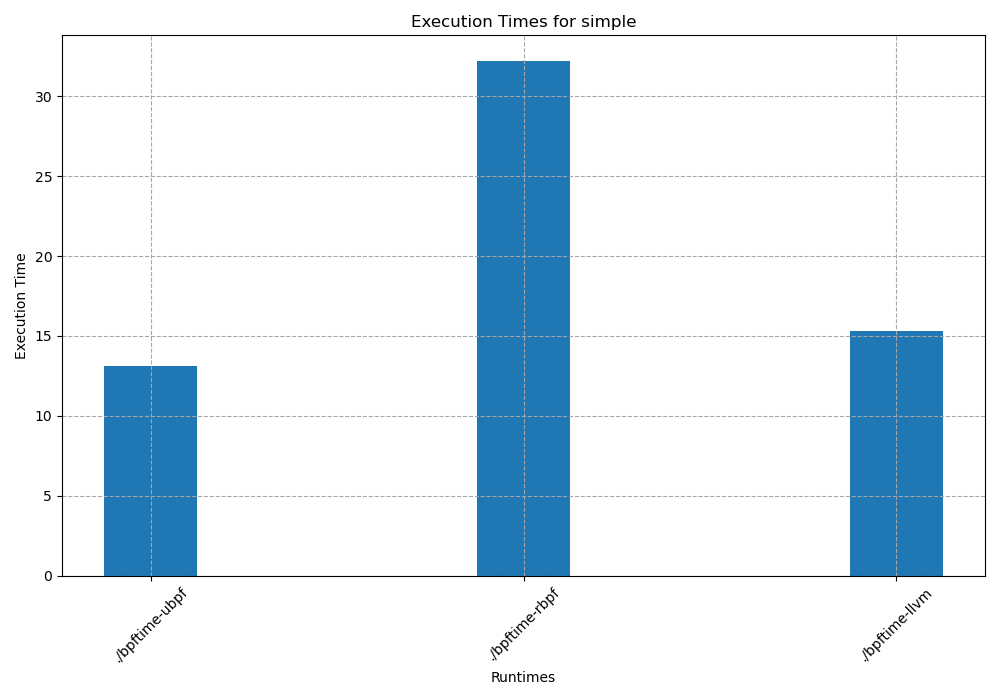 Execution Times for simple
30
25
20
15
10
5
0
Execution Time
./bpftime-ubpf
./bpftime-rbpf
./bpftime-llvm
Runtimes